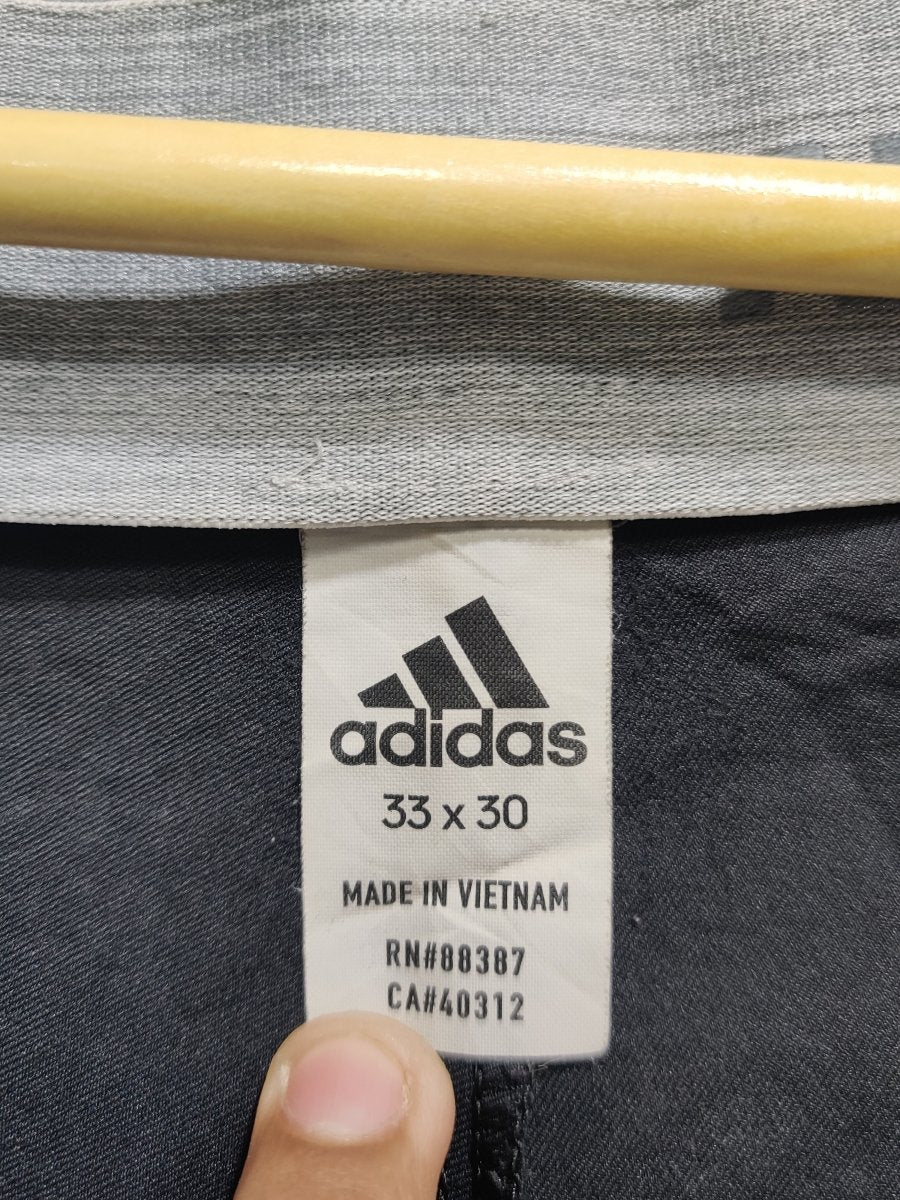 adidas
33 x 30
MADE IN VIETNAM
RN#88387
CA#40312